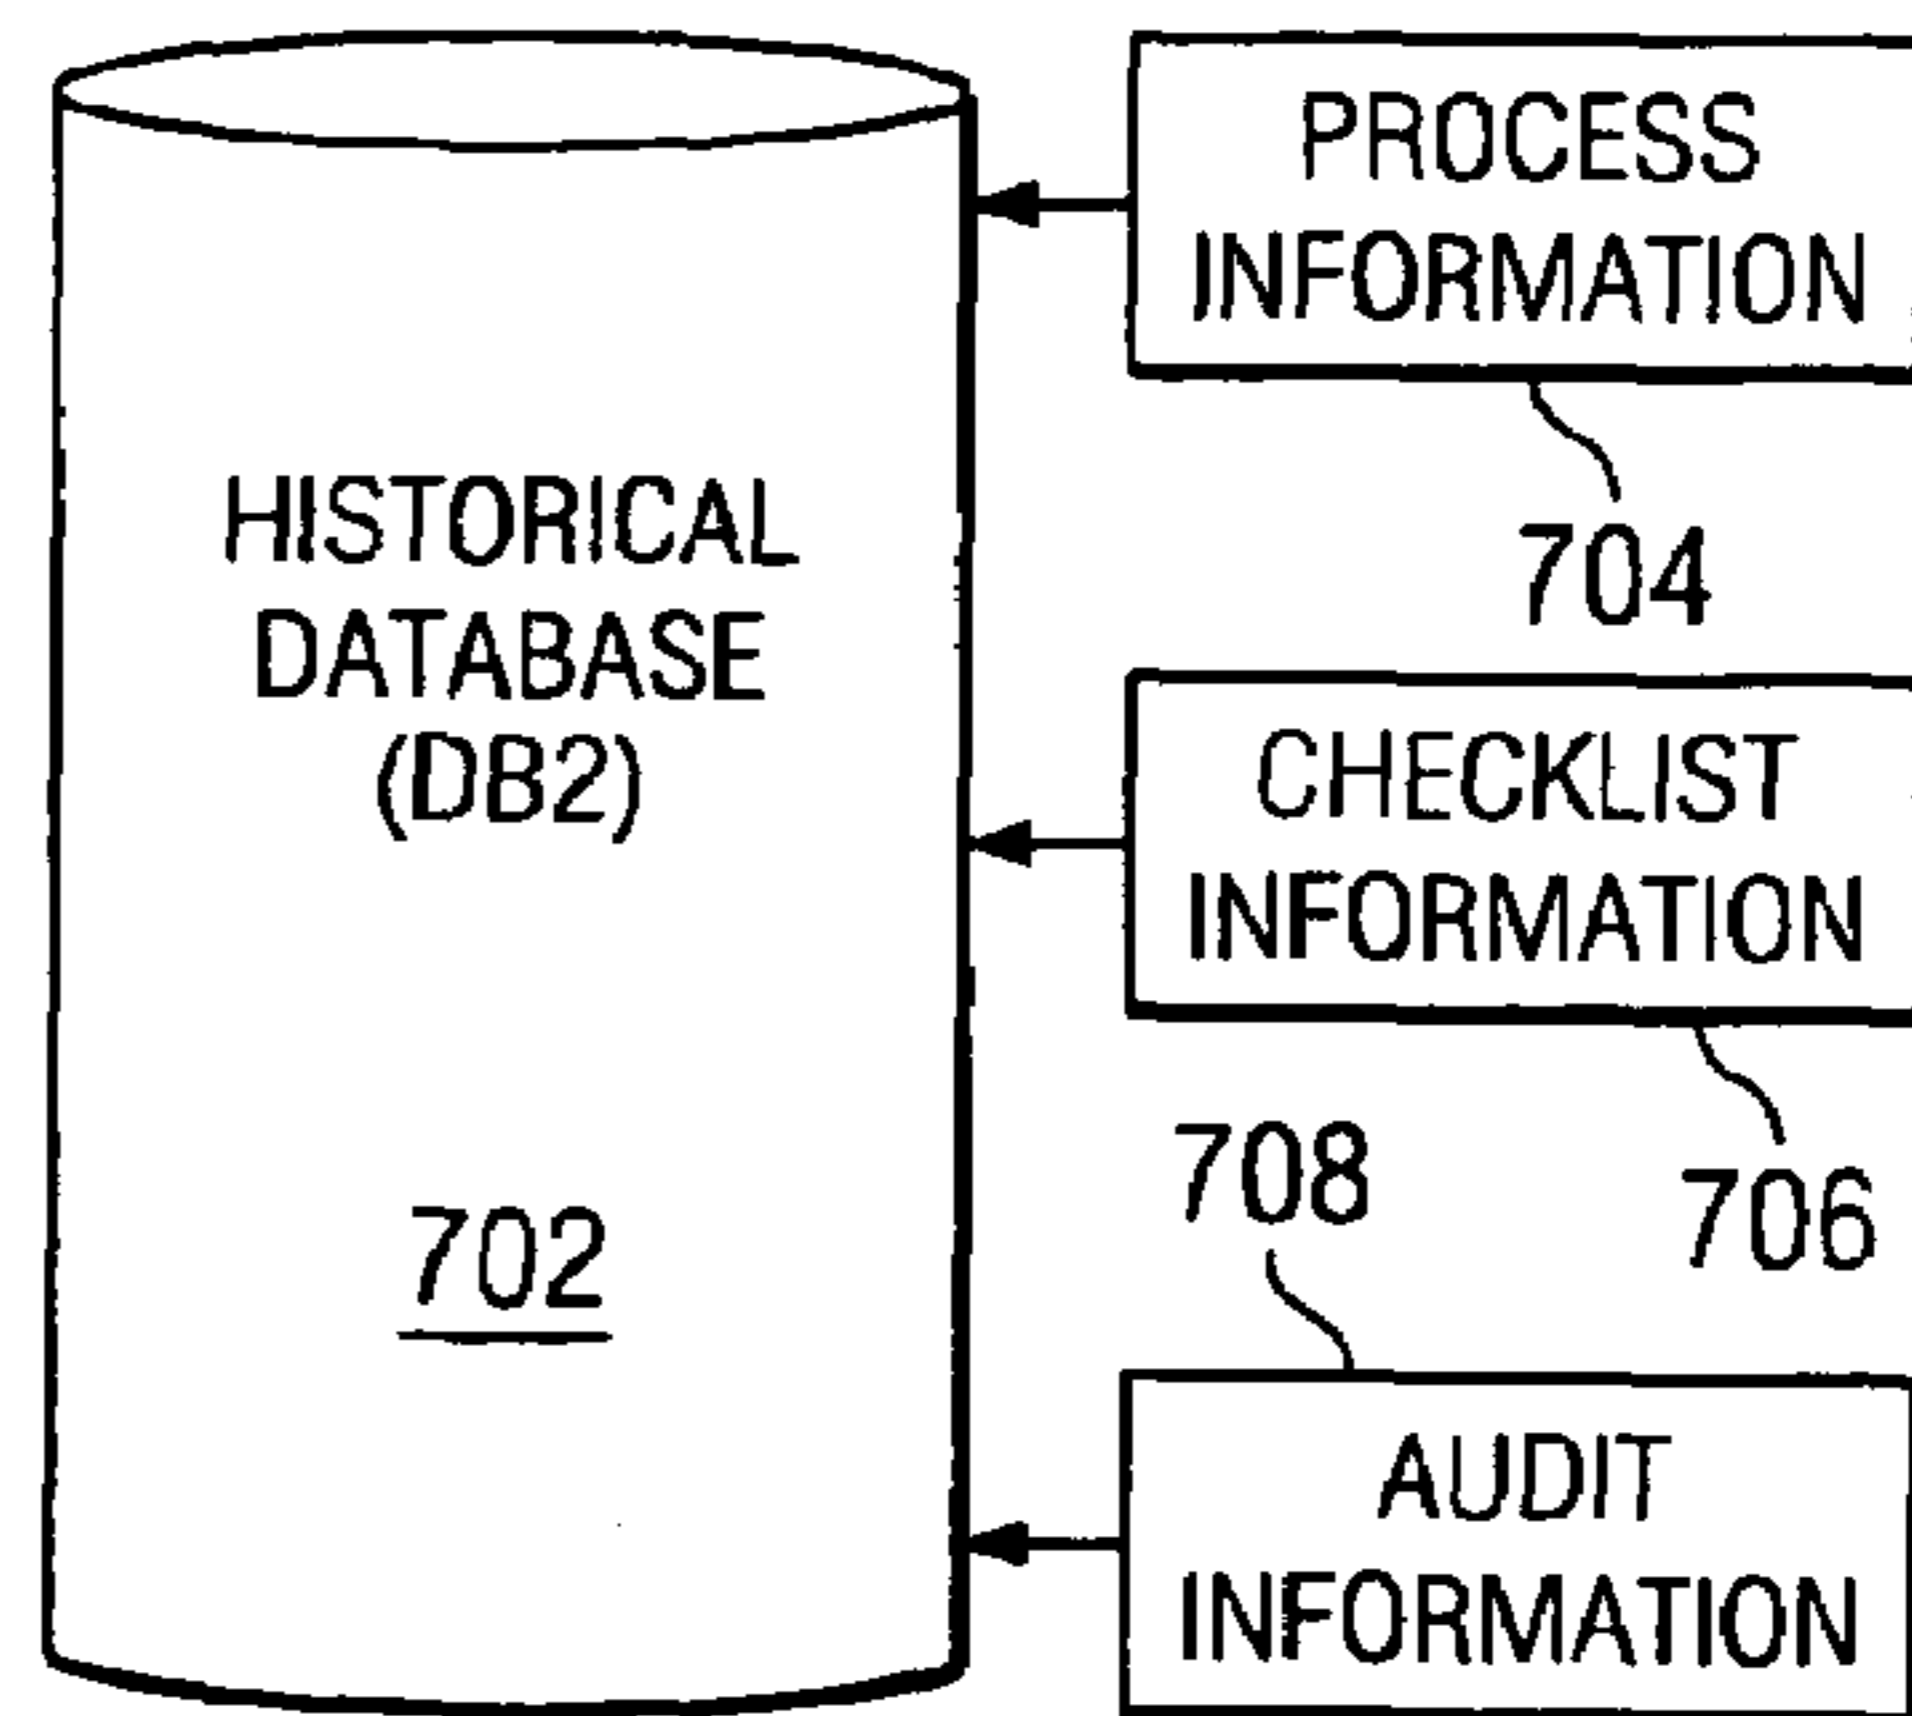 HISTORICAL
DATABASE
(DB2)
702
PROCESS
INFORMATION
704
CHECKLIST
INFORMATION
706
708
AUDIT
INFORMATION